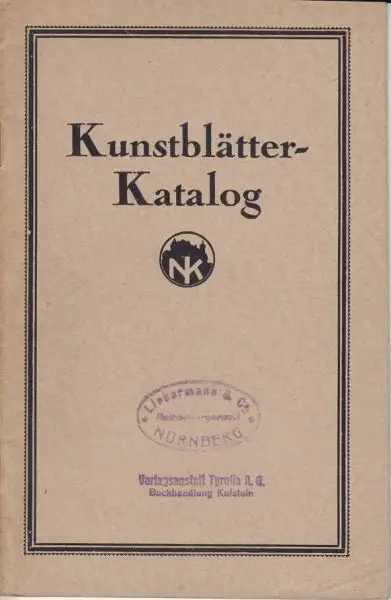 Kunstblätter-
Katalog
NK
Liebermann & Co.
NÜRNBERG
Verlagsanstalt Tyrolia A. G.
Buchhandlung Kufstein